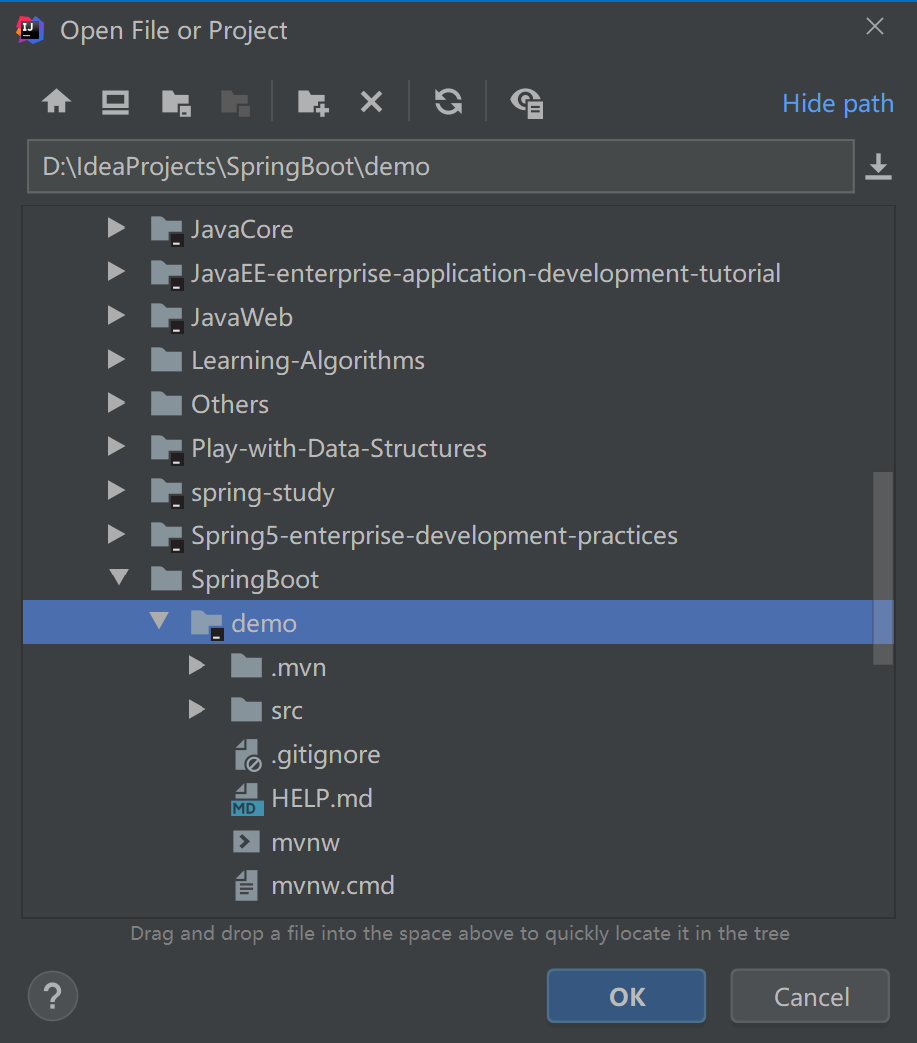 Open File or Project
Hide path
D:\IdeaProjects\SpringBoot\demo
JavaCore
JavaEE-enterprise-application-development-tutorial
JavaWeb
Learning-Algorithms
Others
Play-with-Data-Structures
spring-study
Spring5-enterprise-development-practices
SpringBoot
demo
.mvn
src
.gitignore
MD HELP.md
mvnw
mvnw.cmd
Drag and drop a file into the space above to quickly locate it in the tree
? OK Cancel